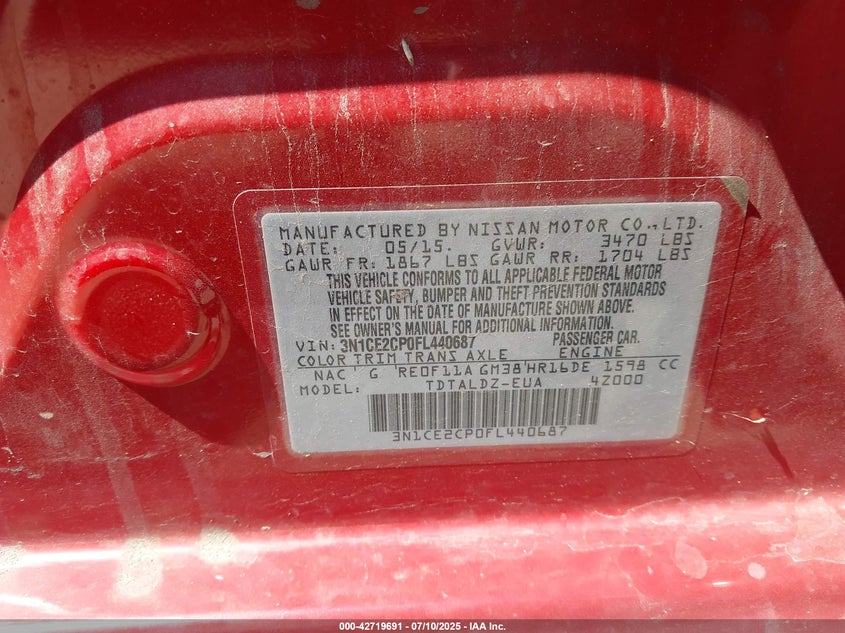 MANUFACTURED BY NISSAN MOTOR CO.,LTD.
DATE: 05/15. GVWR: 3470 LBS
GAWR FR: 1867 LBS GAWR RR: 1704 LBS
THIS VEHICLE CONFORMS TO ALL APPLICABLE FEDERAL MOTOR
VEHICLE SAFETY, BUMPER AND THEFT PREVENTION STANDARDS
IN EFFECT ON THE DATE OF MANUFACTURE SHOWN ABOVE.
SEE OWNER'S MANUAL FOR ADDITIONAL INFORMATION.
VIN: 3N1CE2CP0FL440687 PASSENGER CAR.
COLOR TRIM TRANS AXLE ENGINE
NAC G RE0F11A GM38 HR16DE 1598 CC
MODEL: TDTALDZ-EUA 4Z000
3N1CE2CP0FL440687
000-42719691 - 07/10/2025 - IAA Inc.